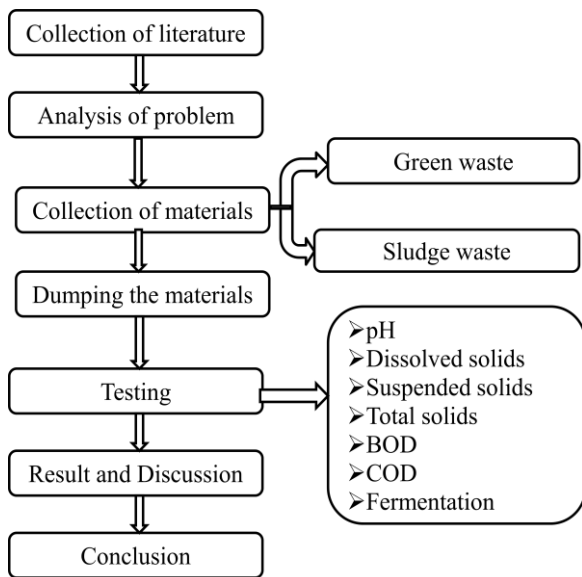 Collection of literature
Analysis of problem
Collection of materials
Green waste
Sludge waste
Dumping the materials
Testing
➢pH
➢Dissolved solids
➢Suspended solids
➢Total solids
➢BOD
➢COD
➢Fermentation
Result and Discussion
Conclusion